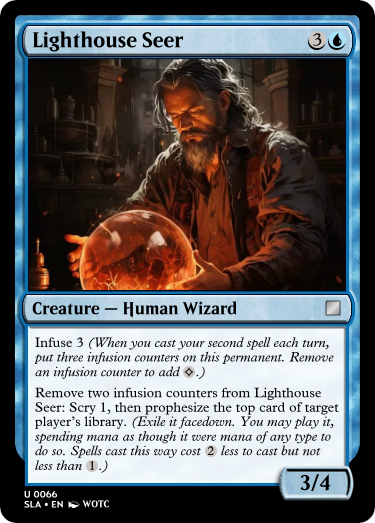 Lighthouse Seer 3
Creature — Human Wizard
Infuse 3 (When you cast your second spell each turn,
put three infusion counters on this permanent. Remove
an infusion counter to add .)
Remove two infusion counters from Lighthouse
Seer: Scry 1, then prophesize the top card of target
player's library. (Exile it facedown. You may play it,
spending mana as though it were mana of any type to
do so. Spells cast this way cost 2 less to cast but not
less than 1.)
3/4
U 0066
SLA • EN WOTC